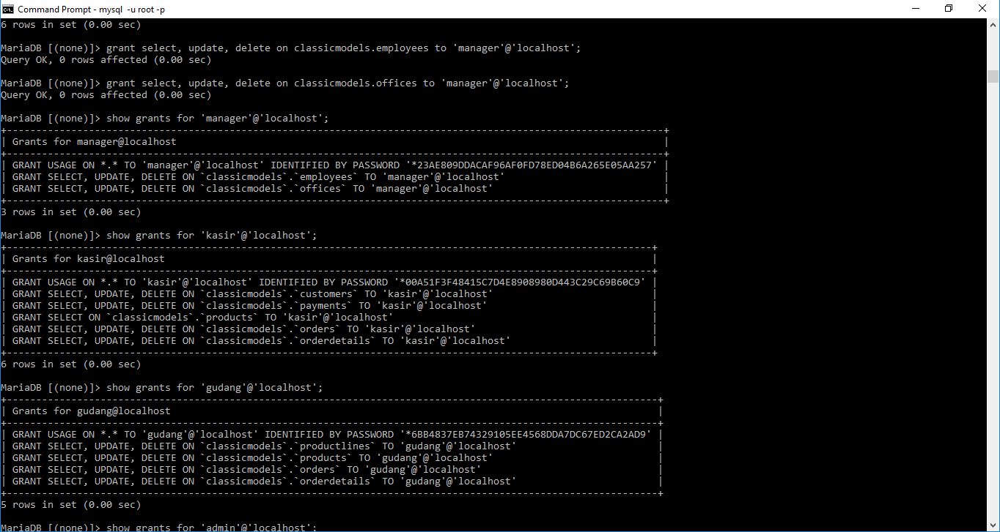 Command Prompt - mysql  -u root -p
6 rows in set (0.00 sec)
MariaDB [(none)]> grant select, update, delete on classicmodels.employees to 'manager'@'localhost';
Query OK, 0 rows affected (0.00 sec)
MariaDB [(none)]> grant select, update, delete on classicmodels.offices to 'manager'@'localhost';
Query OK, 0 rows affected (0.00 sec)
MariaDB [(none)]> show grants for 'manager'@'localhost';
| Grants for manager@localhost |
| GRANT USAGE ON *.* TO 'manager'@'localhost' IDENTIFIED BY PASSWORD '*23AE809DDACAF96AF0FD78ED04B6A265E05AA257' |
| GRANT SELECT, UPDATE, DELETE ON `classicmodels`.`employees` TO 'manager'@'localhost' |
| GRANT SELECT, UPDATE, DELETE ON `classicmodels`.`offices` TO 'manager'@'localhost' |
3 rows in set (0.00 sec)
MariaDB [(none)]> show grants for 'kasir'@'localhost';
| Grants for kasir@localhost |
| GRANT USAGE ON *.* TO 'kasir'@'localhost' IDENTIFIED BY PASSWORD '*00A51F3F48415C7D4E8908980D443C29C69B60C9' |
| GRANT SELECT, UPDATE, DELETE ON `classicmodels`.`customers` TO 'kasir'@'localhost' |
| GRANT SELECT, UPDATE, DELETE ON `classicmodels`.`payments` TO 'kasir'@'localhost' |
| GRANT SELECT ON `classicmodels`.`products` TO 'kasir'@'localhost' |
| GRANT SELECT, UPDATE, DELETE ON `classicmodels`.`orders` TO 'kasir'@'localhost' |
| GRANT SELECT, UPDATE, DELETE ON `classicmodels`.`orderdetails` TO 'kasir'@'localhost' |
6 rows in set (0.00 sec)
MariaDB [(none)]> show grants for 'gudang'@'localhost';
| Grants for gudang@localhost |
| GRANT USAGE ON *.* TO 'gudang'@'localhost' IDENTIFIED BY PASSWORD '*6BB4837EB74329105EE4568DDA7DC67ED2CA2AD9' |
| GRANT SELECT, UPDATE, DELETE ON `classicmodels`.`productlines` TO 'gudang'@'localhost' |
| GRANT SELECT, UPDATE, DELETE ON `classicmodels`.`products` TO 'gudang'@'localhost' |
| GRANT SELECT, UPDATE, DELETE ON `classicmodels`.`orders` TO 'gudang'@'localhost' |
| GRANT SELECT, UPDATE, DELETE ON `classicmodels`.`orderdetails` TO 'gudang'@'localhost' |
5 rows in set (0.00 sec)
MariaDB [(none)]> show grants for 'admin'@'localhost';